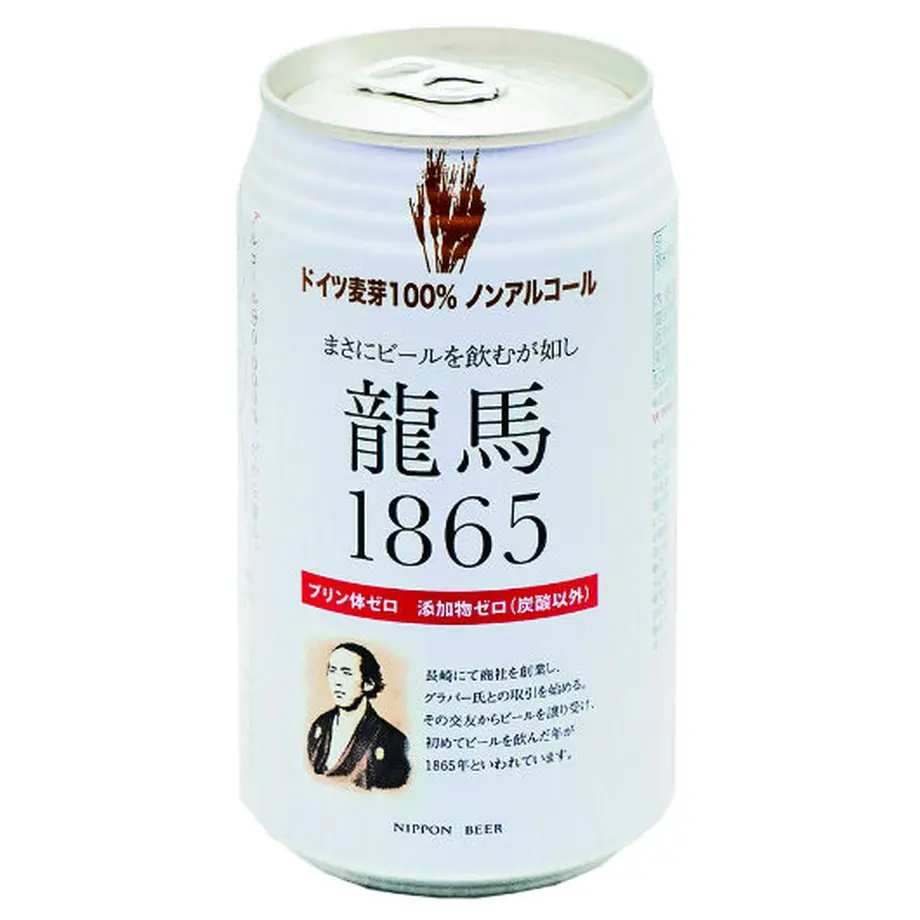 ドイツ麦芽100% ノンアルコール
まさにビールを飲むが如し
龍馬
1865
プリン体ゼロ 添加物ゼロ(炭酸以外)
長崎にて商社を創業し、
グラバー氏との取引を始める。
その交友からビールを譲り受け、
初めてビールを飲んだ年が
1865年といわれています。
NIPPON BEER